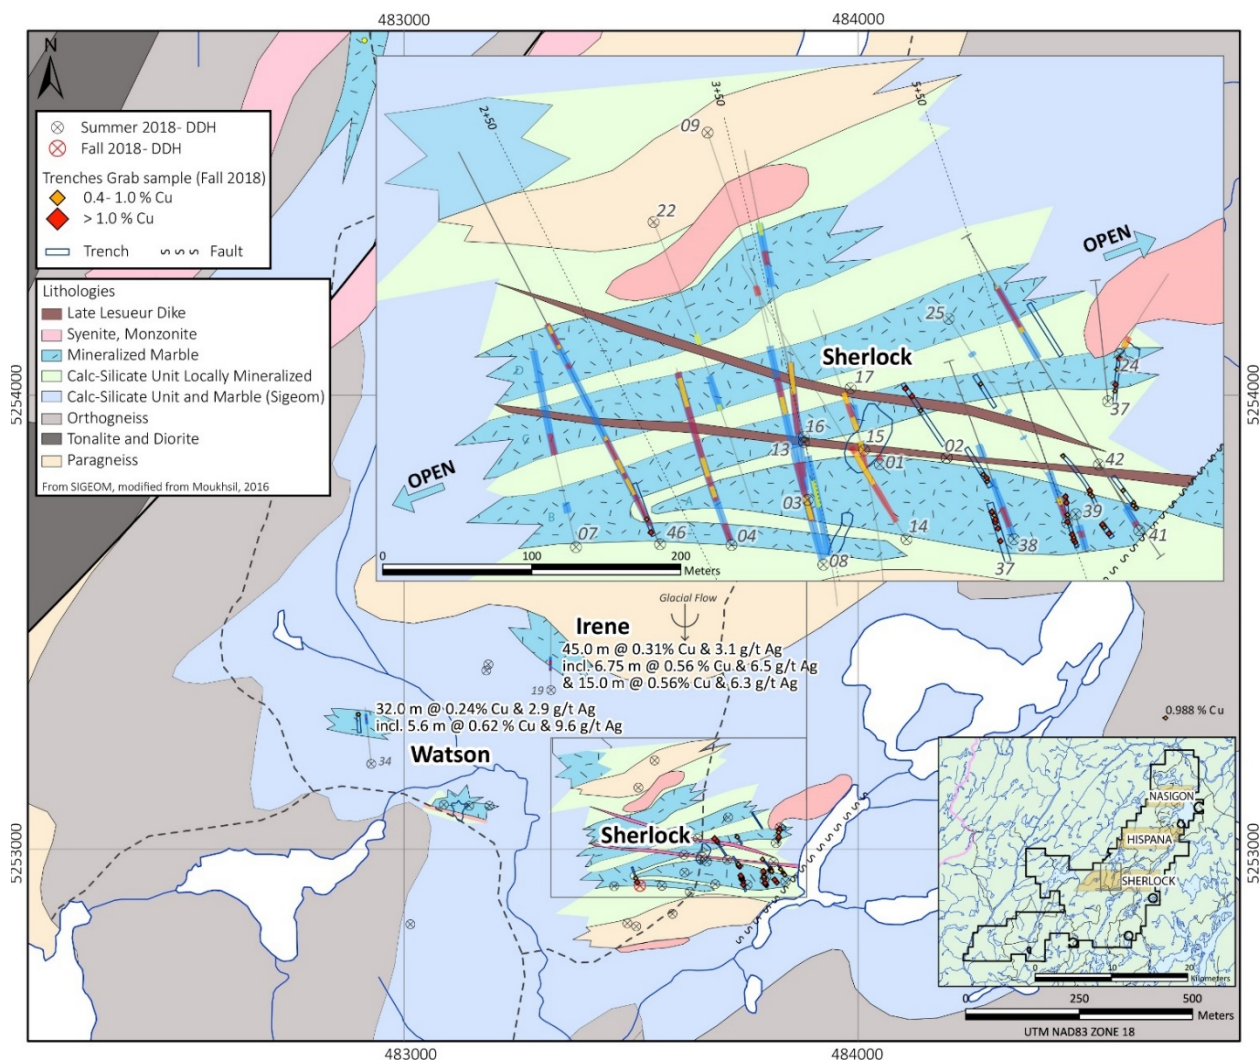 483000
484000
N
Summer 2018- DDH
Fall 2018- DDH
Trenches Grab sample (Fall 2018)
0.4- 1.0 % Cu
> 1.0 % Cu
Trench
S S S Fault
Lithologies
Late Lesueur Dike
Syenite, Monzonite
Mineralized Marble
Calc-Silicate Unit Locally Mineralized
Calc-Silicate Unit and Marble (Sigeom)
Orthogneiss
Tonalite and Diorite
Paragneiss
From SIGEOM, modified from Moukhsil, 2016
2+50
3+50
5+50
09
22
OPEN
25
Sherlock
24
37
17
16
13
15
01
02
42
OPEN
03
14
39
41
07
46
04
08
38
37
D
C
B
A
0 100 200
Meters
5254000
5254000
Glacial Flow
Irene
45.0 m @ 0.31% Cu & 3.1 g/t Ag
incl. 6.75 m @ 0.56 % Cu & 6.5 g/t Ag
& 15.0 m @ 0.56% Cu & 6.3 g/t Ag
19
32.0 m @ 0.24% Cu & 2.9 g/t Ag
incl. 5.6 m @ 0.62 % Cu & 9.6 g/t Ag
34
Watson
0.988 % Cu
Sherlock
5253000
5253000
NASIGON
HISPANA
SHERLOCK
0 10 20
Kilometers
0 250 500
Meters
UTM NAD83 ZONE 18
483000
484000